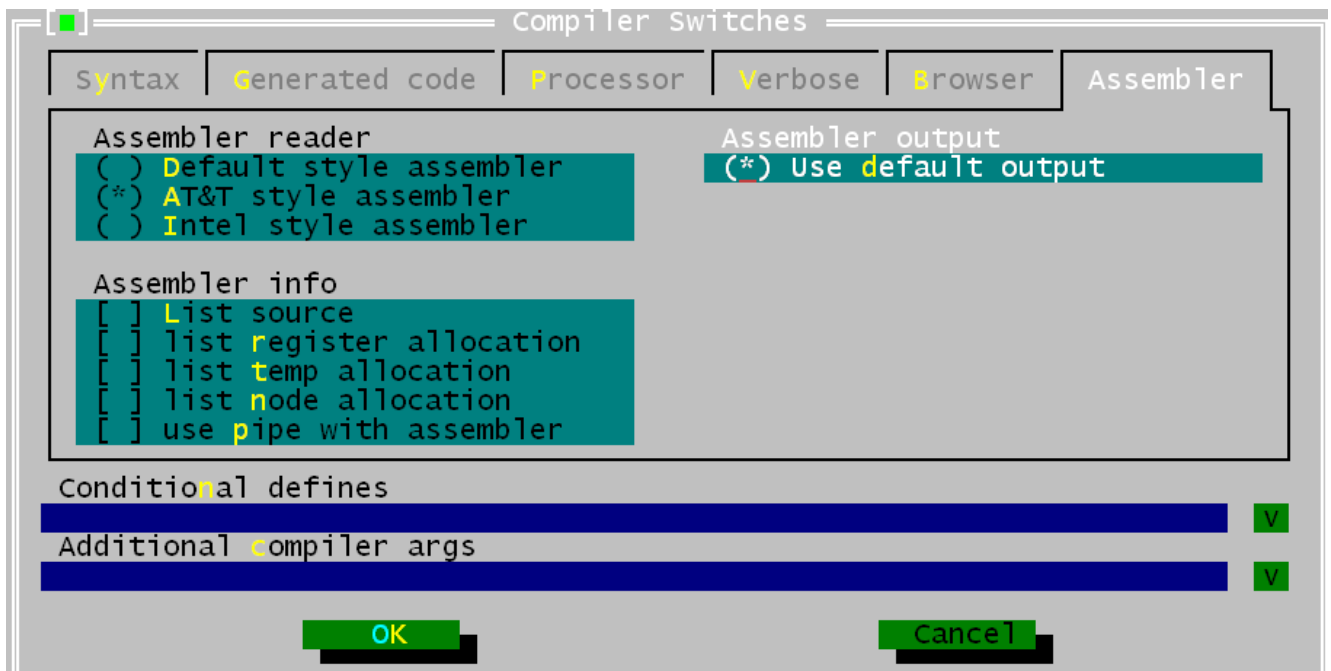 [■] Compiler Switches
Syntax Generated code Processor Verbose Browser Assembler
Assembler reader
( ) Default style assembler
(*) AT&T style assembler
( ) Intel style assembler
Assembler output
(*) Use default output
Assembler info
[ ] List source
[ ] list register allocation
[ ] list temp allocation
[ ] list node allocation
[ ] use pipe with assembler
Conditional defines
V
Additional compiler args
V
OK Cancel